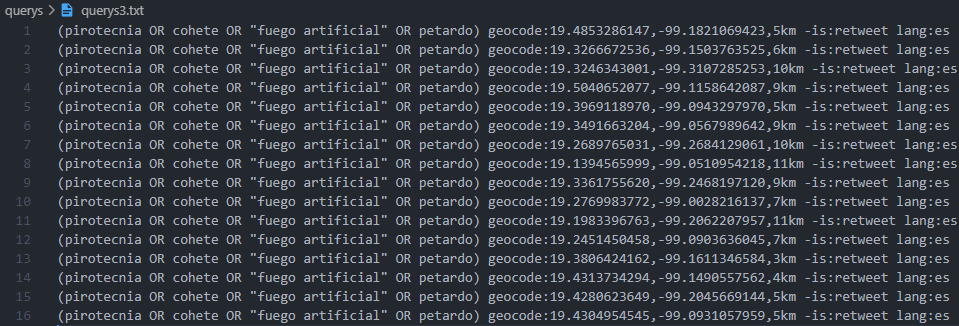 querys > querys3.txt
1 (pirotecnia OR cohete OR "fuego artificial" OR petardo) geocode:19.4853286147,-99.1821069423,5km -is:retweet lang:es
2 (pirotecnia OR cohete OR "fuego artificial" OR petardo) geocode:19.3266672536,-99.1503763525,6km -is:retweet lang:es
3 (pirotecnia OR cohete OR "fuego artificial" OR petardo) geocode:19.3246343001,-99.3107285253,10km -is:retweet lang:es
4 (pirotecnia OR cohete OR "fuego artificial" OR petardo) geocode:19.5040652077,-99.1158642087,9km -is:retweet lang:es
5 (pirotecnia OR cohete OR "fuego artificial" OR petardo) geocode:19.3969118970,-99.0943297970,5km -is:retweet lang:es
6 (pirotecnia OR cohete OR "fuego artificial" OR petardo) geocode:19.3491663204,-99.0567989642,9km -is:retweet lang:es
7 (pirotecnia OR cohete OR "fuego artificial" OR petardo) geocode:19.2689765031,-99.2684129061,10km -is:retweet lang:es
8 (pirotecnia OR cohete OR "fuego artificial" OR petardo) geocode:19.1394565999,-99.0510954218,11km -is:retweet lang:es
9 (pirotecnia OR cohete OR "fuego artificial" OR petardo) geocode:19.3361755620,-99.2468197120,9km -is:retweet lang:es
10 (pirotecnia OR cohete OR "fuego artificial" OR petardo) geocode:19.2769983772,-99.0028216137,7km -is:retweet lang:es
11 (pirotecnia OR cohete OR "fuego artificial" OR petardo) geocode:19.1983396763,-99.2062207957,11km -is:retweet lang:es
12 (pirotecnia OR cohete OR "fuego artificial" OR petardo) geocode:19.2451450458,-99.0903636045,7km -is:retweet lang:es
13 (pirotecnia OR cohete OR "fuego artificial" OR petardo) geocode:19.3806424162,-99.1611346584,3km -is:retweet lang:es
14 (pirotecnia OR cohete OR "fuego artificial" OR petardo) geocode:19.4313734294,-99.1490557562,4km -is:retweet lang:es
15 (pirotecnia OR cohete OR "fuego artificial" OR petardo) geocode:19.4280623649,-99.2045669144,5km -is:retweet lang:es
16 (pirotecnia OR cohete OR "fuego artificial" OR petardo) geocode:19.4304954545,-99.0931057959,5km -is:retweet lang:es